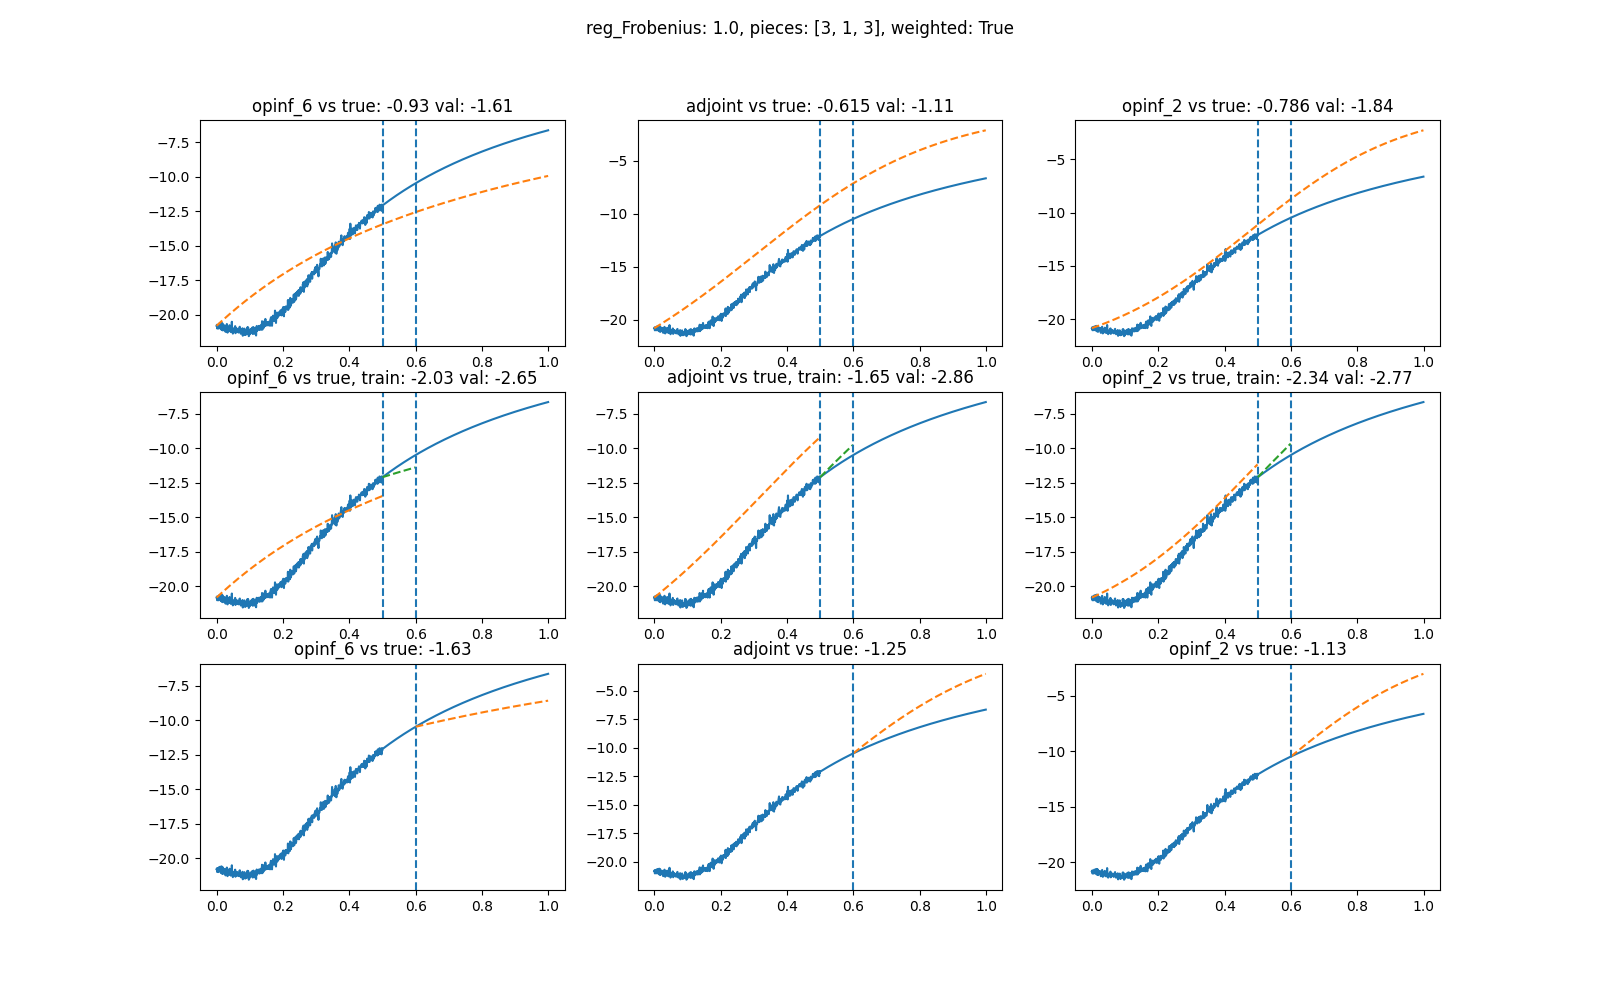 reg_Frobenius: 1.0, pieces: [3, 1, 3], weighted: True
opinf_6 vs true: -0.93 val: -1.61
adjoint vs true: -0.615 val: -1.11
opinf_2 vs true: -0.786 val: -1.84
−7.5
−10.0
−12.5
−15.0
−17.5
−20.0
0.0 0.2 0.4 0.6 0.8 1.0
−5
−10
−15
−20
0.0 0.2 0.4 0.6 0.8 1.0
−5
−10
−15
−20
0.0 0.2 0.4 0.6 0.8 1.0
opinf_6 vs true, train: -2.03 val: -2.65
adjoint vs true, train: -1.65 val: -2.86
opinf_2 vs true, train: -2.34 val: -2.77
−7.5
−10.0
−12.5
−15.0
−17.5
−20.0
0.0 0.2 0.4 0.6 0.8 1.0
−7.5
−10.0
−12.5
−15.0
−17.5
−20.0
0.0 0.2 0.4 0.6 0.8 1.0
−7.5
−10.0
−12.5
−15.0
−17.5
−20.0
0.0 0.2 0.4 0.6 0.8 1.0
opinf_6 vs true: -1.63
adjoint vs true: -1.25
opinf_2 vs true: -1.13
−7.5
−10.0
−12.5
−15.0
−17.5
−20.0
0.0 0.2 0.4 0.6 0.8 1.0
−5.0
−7.5
−10.0
−12.5
−15.0
−17.5
−20.0
0.0 0.2 0.4 0.6 0.8 1.0
−5
−10
−15
−20
0.0 0.2 0.4 0.6 0.8 1.0